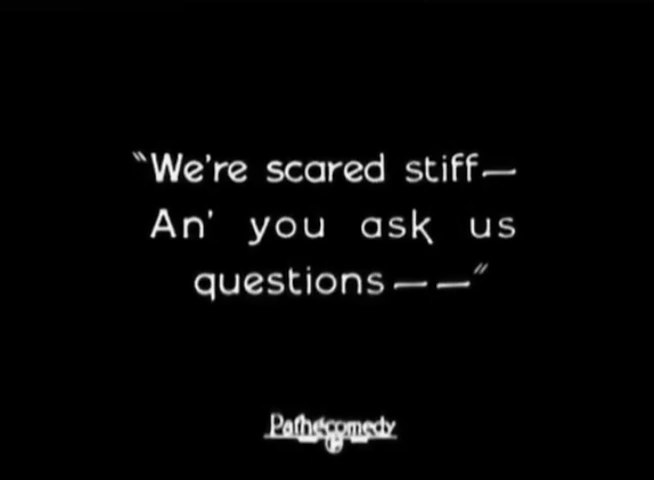 "We're scared stiff—
An' you ask us
questions — —"
Pathécomedy